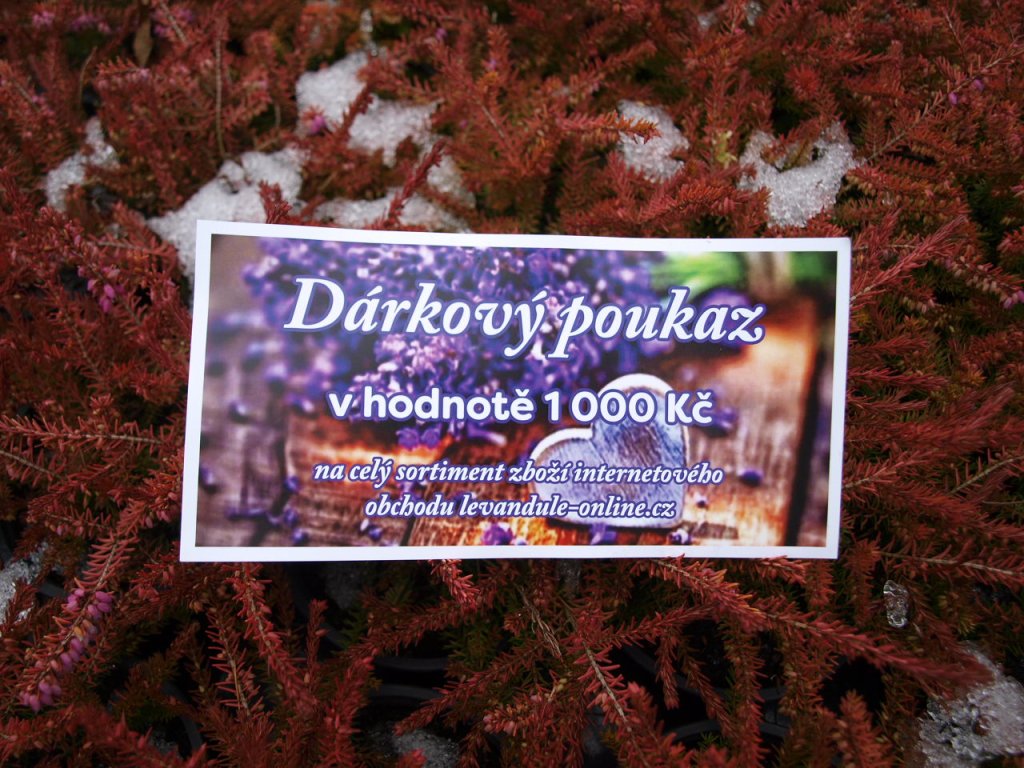 Dárkový poukaz
v hodnotě 1 000 Kč
na celý sortiment zboží internetového
obchodu levandule-online.cz